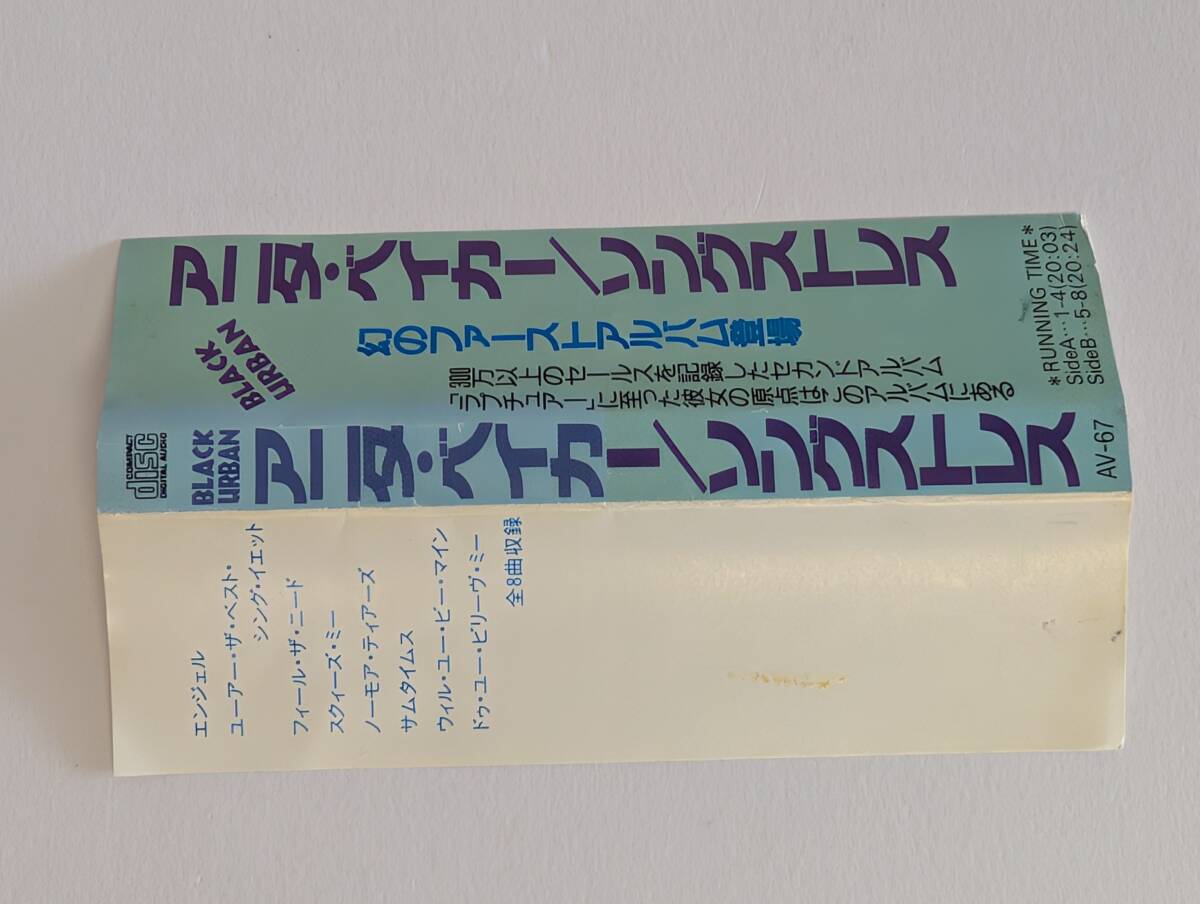 アニタ・ベイカー/ソングストレス
BLACK
URBAN
幻のファーストアルバム登場
300万以上のセールスを記録したセカンドアルバム
「ラプチュアー」に至った彼女の原点は、このアルバムにある
*RUNNING TIME*
SideA…1-4(20:03)
SideB…5-8(20:24)
COMPACT
disc
DIGITAL AUDIO
BLACK
URBAN
アニタ・ベイカー/ソングストレス
AV-67
エンジェル
ユーアー・ザ・ベスト・
シング・イェット
フィール・ザ・ニード
スクィーズ・ミー
ノーモア・ティアーズ
サムタイムス
ウィル・ユー・ビー・マイン
ドゥ・ユー・ビリーヴ・ミー
全8曲収録